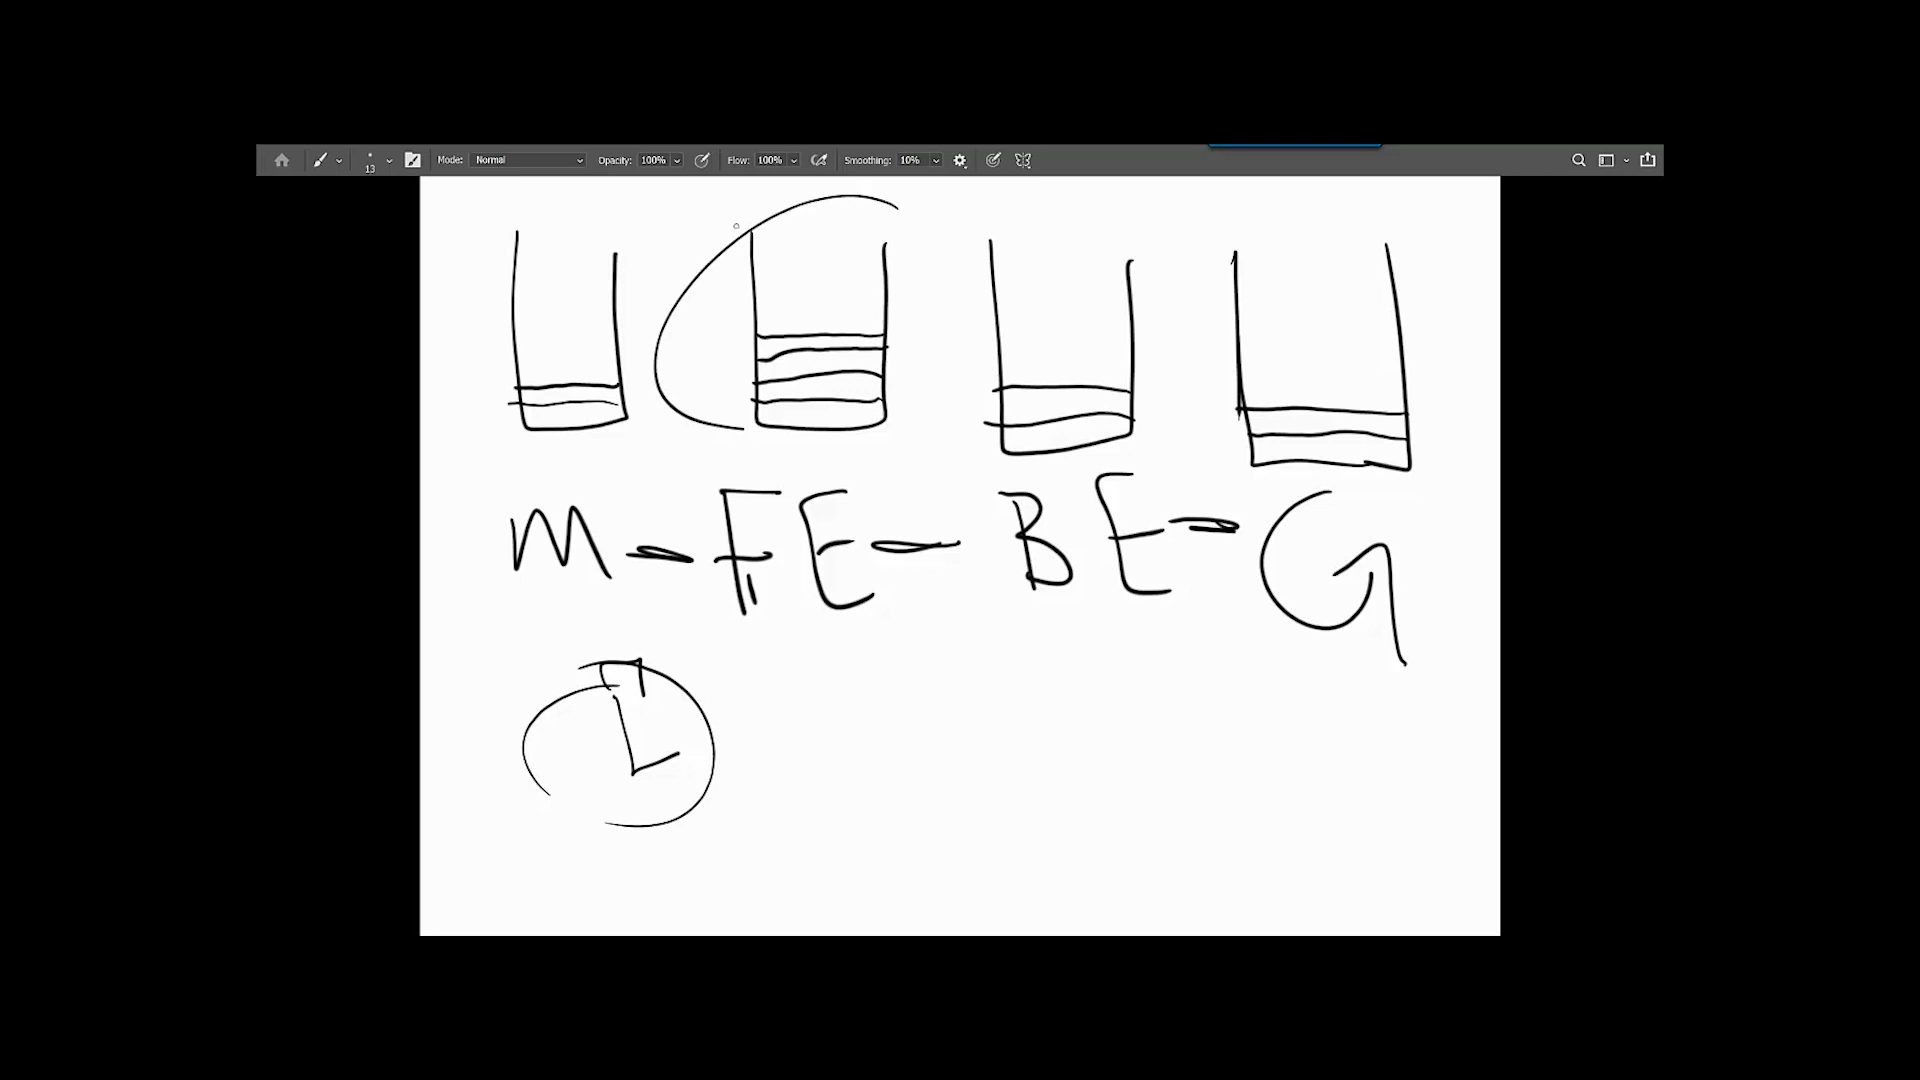 Mode: Normal Opacity: 100% Flow: 100% Smoothing: 10%
13
M - FE - BE - G
L